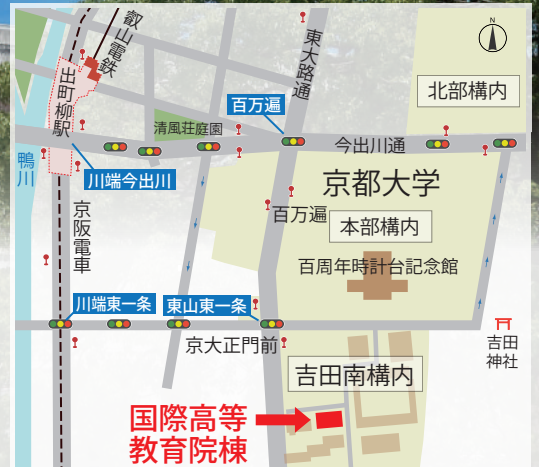 N
叡山電鉄
東大路通
出町柳駅
北部構内
百万遍
清風荘庭園
今出川通
鴨川
川端今出川
京都大学
京阪電車
百万遍
本部構内
百周年時計台記念館
川端東一条
東山東一条
京大正門前
吉田
神社
吉田南構内
国際高等
教育院棟